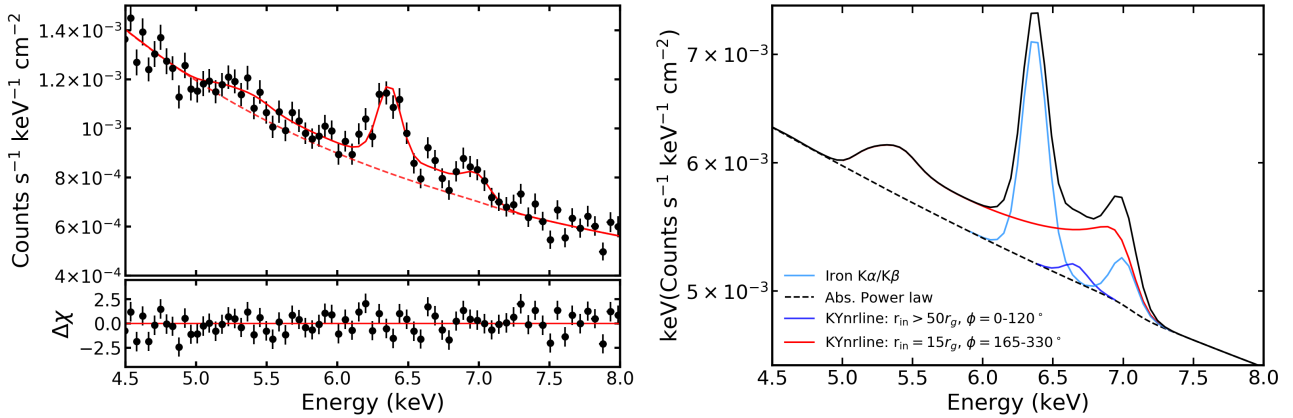 1.4×10⁻³
1.2×10⁻³
10⁻³
8×10⁻⁴
6×10⁻⁴
4×10⁻⁴
Counts s⁻¹ keV⁻¹ cm⁻²
2.5
0.0
−2.5
Δχ
4.5 5.0 5.5 6.0 6.5 7.0 7.5 8.0
Energy (keV)
7 × 10⁻³
6 × 10⁻³
5 × 10⁻³
keV(Counts s⁻¹ keV⁻¹ cm⁻²)
Iron Kα/Kβ
Abs. Power law
KYnrline: r_in > 50r_g, ϕ = 0-120°
KYnrline: r_in = 15r_g, ϕ = 165-330°
4.5 5.0 5.5 6.0 6.5 7.0 7.5 8.0
Energy (keV)